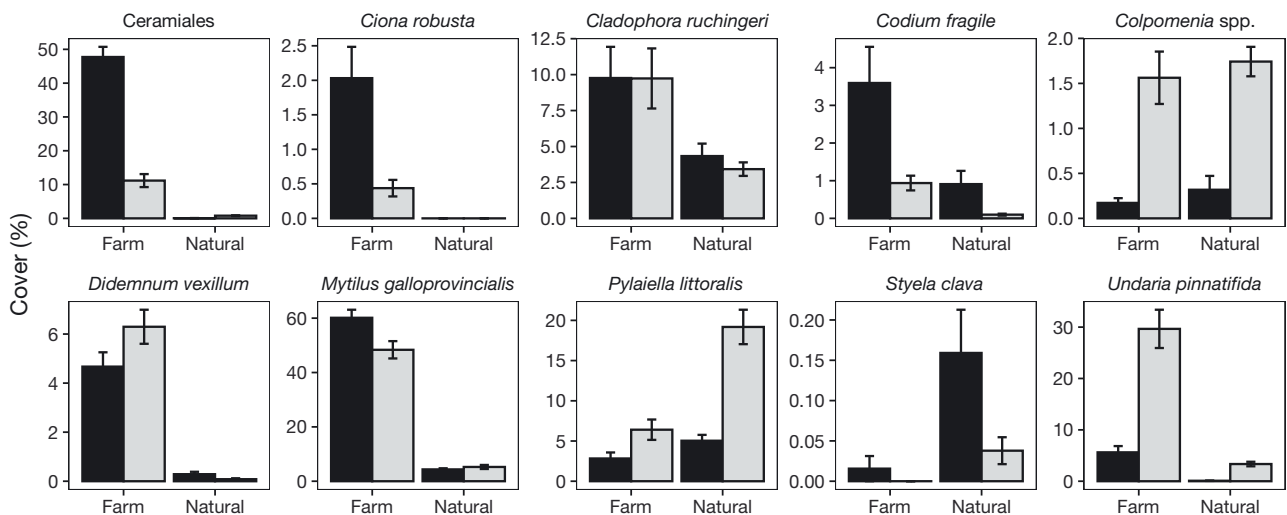 Cover (%)
Ceramiales
50
40
30
20
10
0
Farm Natural
Ciona robusta
2.5
2.0
1.5
1.0
0.5
0.0
Farm Natural
Cladophora ruchingeri
12.5
10.0
7.5
5.0
2.5
0.0
Farm Natural
Codium fragile
4
3
2
1
0
Farm Natural
Colpomenia spp.
2.0
1.5
1.0
0.5
0.0
Farm Natural
Didemnum vexillum
6
4
2
0
Farm Natural
Mytilus galloprovincialis
60
40
20
0
Farm Natural
Pylaiella littoralis
20
15
10
5
0
Farm Natural
Styela clava
0.20
0.15
0.10
0.05
0.00
Farm Natural
Undaria pinnatifida
30
20
10
0
Farm Natural